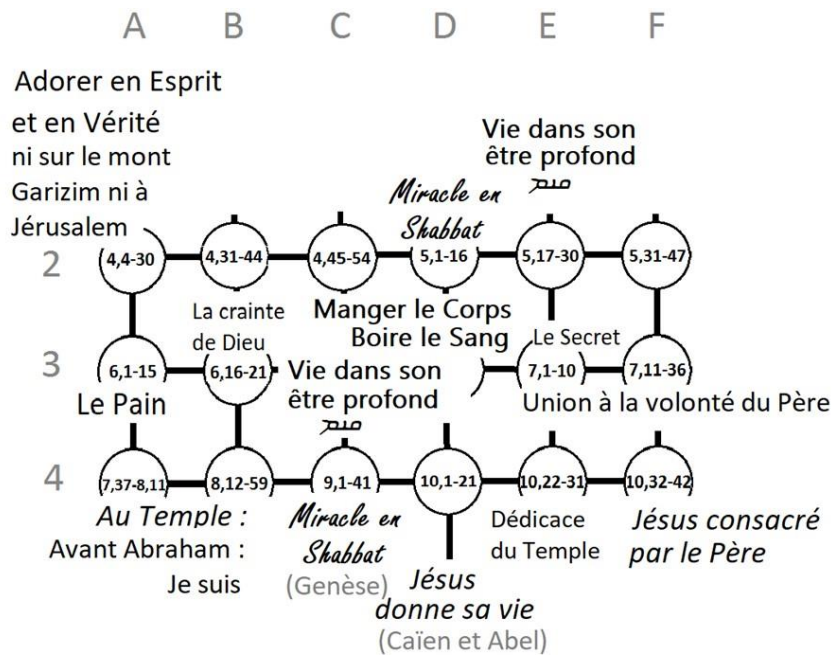 A B C D E F
Adorer en Esprit
et en Vérité
ni sur le mont
Garizim ni à
Jérusalem
Vie dans son
être profond
Miracle en
Shabbat
2
4,4-30
4,31-44
4,45-54
5,1-16
5,17-30
5,31-47
La crainte
de Dieu
Manger le Corps
Boire le Sang
Le Secret
3
6,1-15
6,16-21
7,1-10
7,11-36
Le Pain
Vie dans son
être profond
Union à la volonté du Père
4
7,37-8,11
8,12-59
9,1-41
10,1-21
10,22-31
10,32-42
Au Temple :
Avant Abraham :
Je suis
Miracle en
Shabbat
(Genèse)
Jésus
donne sa vie
(Caïen et Abel)
Dédicace
du Temple
Jésus consacré
par le Père